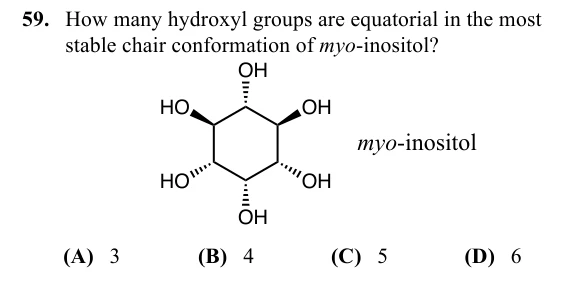 59. How many hydroxyl groups are equatorial in the most
stable chair conformation of myo-inositol?
OH
HO OH
myo-inositol
HO OH
OH
(A) 3 (B) 4 (C) 5 (D) 6